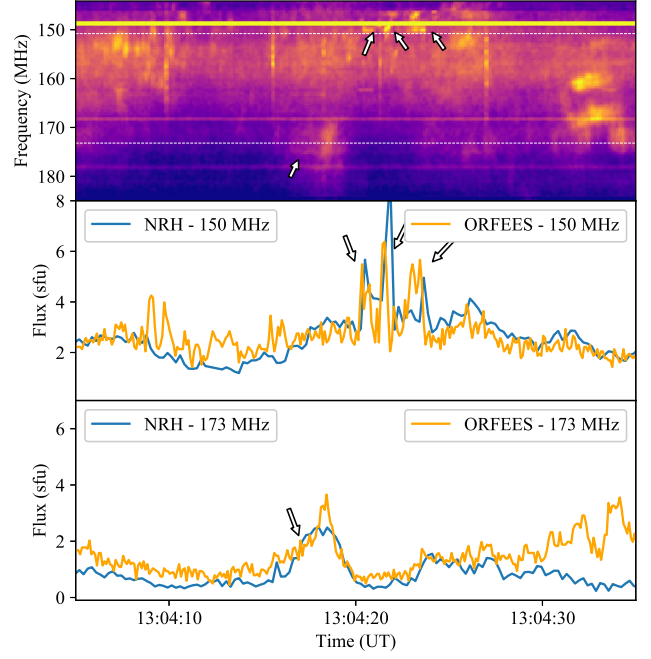 150
160
170
180
Frequency (MHz)
8
6
4
2
Flux (sfu)
NRH - 150 MHz
ORFEES - 150 MHz
6
4
2
0
Flux (sfu)
NRH - 173 MHz
ORFEES - 173 MHz
13:04:10
13:04:20
13:04:30
Time (UT)